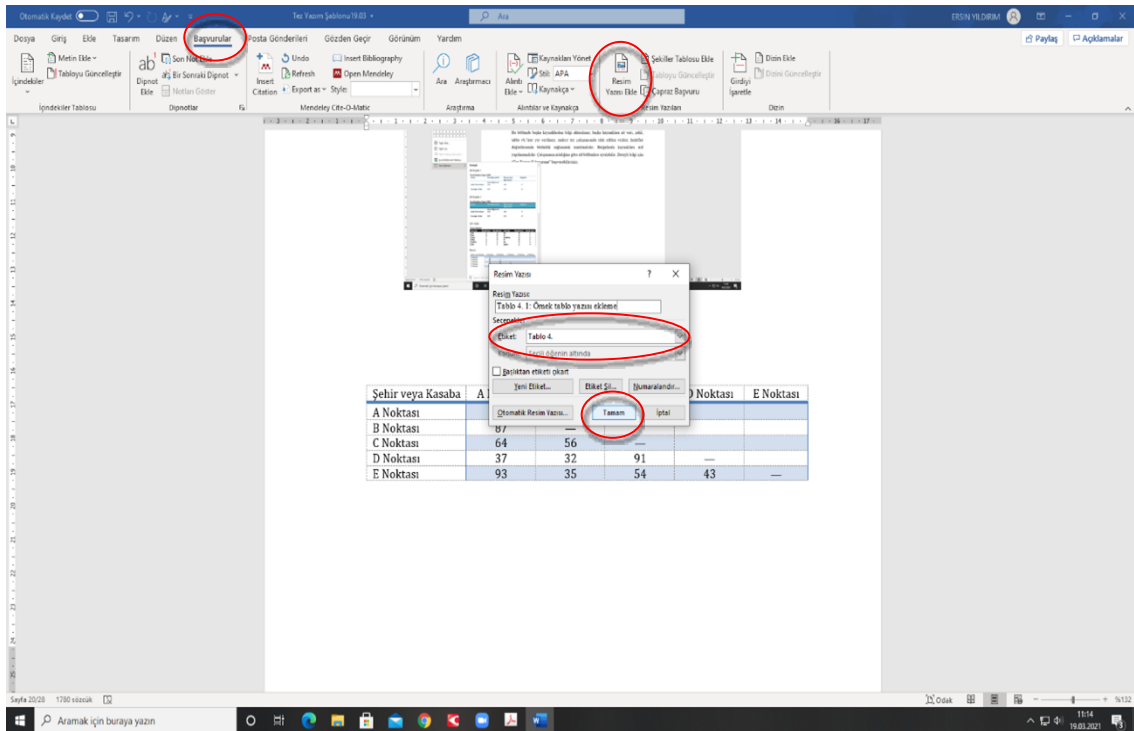 Otomatik Kaydet
Tez Yazım Şablonu'19.03
Ara
ERSIN YILDIRIM
Dosya Giriş Ekle Tasarım Düzen Başvurular Posta Gönderileri Gözden Geçir Görünüm Yardım
Paylaş Açıklamalar
İçindekiler
Metin Ekle
Tabloyu Güncelleştir
İçindekiler Tablosu
ab
Dipnot Ekle
Son Not Ekle
Bir Sonraki Dipnot
Notları Göster
Dipnotlar
Insert Citation
Undo
Refresh
Export as
Insert Bibliography
Open Mendeley
Style:
Mendeley Cite-O-Matic
Ara Araştırmacı
Araştırma
Alıntı Ekle
Kaynakları Yönet
Stil: APA
Kaynakça
Alıntılar ve Kaynakça
Resim Yazısı Ekle
Şekiller Tablosu Ekle
Tabloyu Güncelleştir
Çapraz Başvuru
Resim Yazıları
Girdiyi İşaretle
Dizin Ekle
Dizini Güncelleştir
Dizin
Resim Yazısı ? X
Resim Yazısı:
Tablo 4. 1: Örnek tablo yazısı ekleme
Seçenekler
Etiket: Tablo 4.
Seçili öğenin altında
Başlıktan etiketi çıkart
Yeni Etiket... Etiket Sil... Numaralandır...
Otomatik Resim Yazısı... Tamam İptal
Şehir veya Kasaba A D Noktası E Noktası
A Noktası
B Noktası 87 —
C Noktası 64 56 —
D Noktası 37 32 91 —
E Noktası 93 35 54 43 —
Sayfa 20/28 1780 sözcük
Odak
%132
Aramak için buraya yazın
11:14
19.03.2021